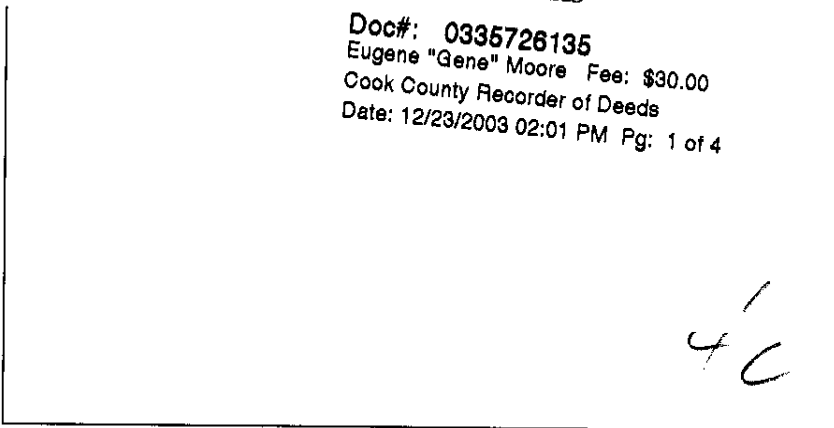 Doc#: 0335726135
Eugene "Gene" Moore Fee: $30.00
Cook County Recorder of Deeds
Date: 12/23/2003 02:01 PM Pg: 1 of 4